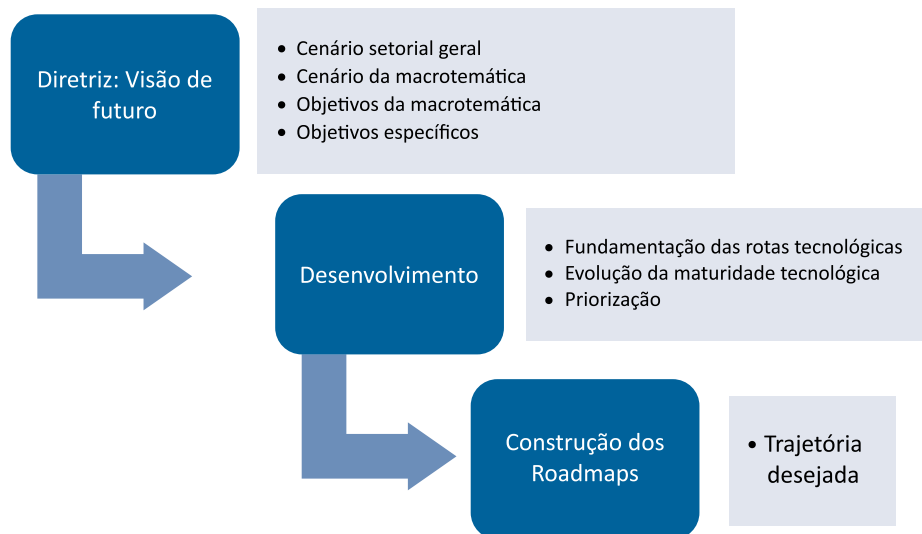 Diretriz: Visão de
futuro
• Cenário setorial geral
• Cenário da macrotemática
• Objetivos da macrotemática
• Objetivos específicos
Desenvolvimento
• Fundamentação das rotas tecnológicas
• Evolução da maturidade tecnológica
• Priorização
Construção dos
Roadmaps
• Trajetória
desejada